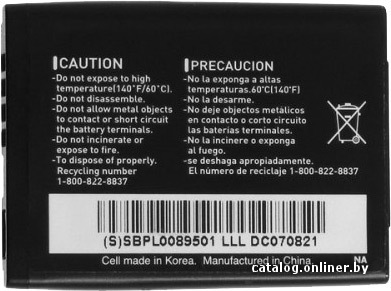 CAUTION
-Do not expose to high
temperature(140°F/60°C).
-Do not disassemble.
-Do not allow metal objects
to contact or short circuit
the battery terminals.
-Do not incinerate or
expose to fire.
-To dispose of properly.
Recycling number
1-800-822-8837
PRECAUCION
-No la exponga a altas
temperaturas.60°C(140°F)
-No la desarme.
-No deje objetos metálicos
en contacto o corto circuito
las terminales.
-No la incinere o exponga
al fuego.
-se deshaga apropiadamente.
El número de reciclaje
1-800-822-8837
(S)SBPL0089501 LLL DC070821
Cell made in Korea. Made in China.
NA
catalog.onliner.by